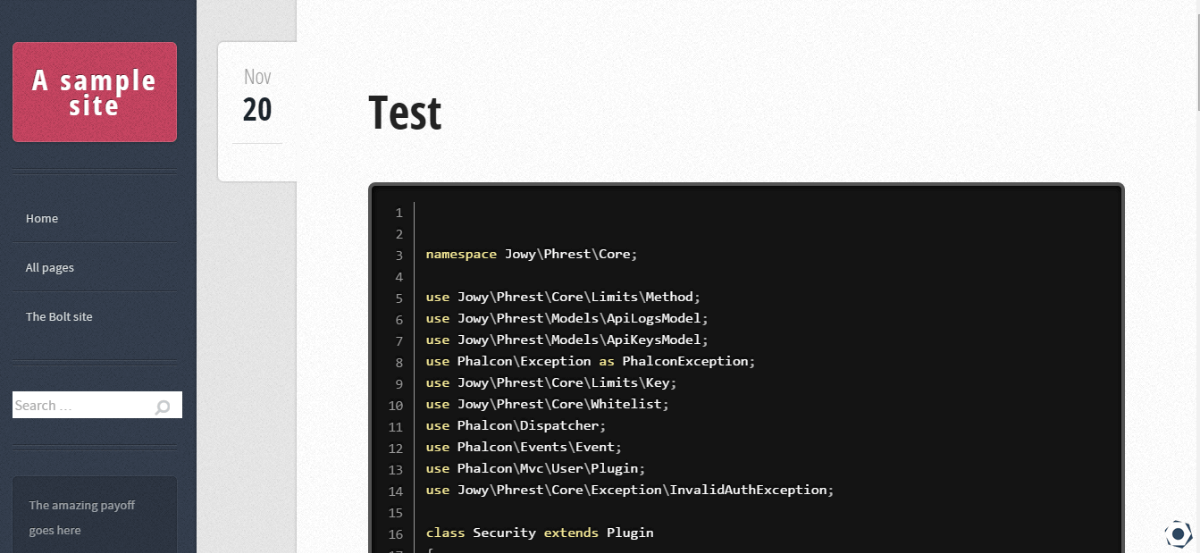 A sample
site
Home
All pages
The Bolt site
Search ...
The amazing payoff
goes here
Nov
20
Test
1
2
3 namespace Jowy\Phrest\Core;
4
5 use Jowy\Phrest\Core\Limits\Method;
6 use Jowy\Phrest\Models\ApiLogsModel;
7 use Jowy\Phrest\Models\ApiKeysModel;
8 use Phalcon\Exception as PhalconException;
9 use Jowy\Phrest\Core\Limits\Key;
10 use Jowy\Phrest\Core\Whitelist;
11 use Phalcon\Dispatcher;
12 use Phalcon\Events\Event;
13 use Phalcon\Mvc\User\Plugin;
14 use Jowy\Phrest\Core\Exception\InvalidAuthException;
15
16 class Security extends Plugin
17 {